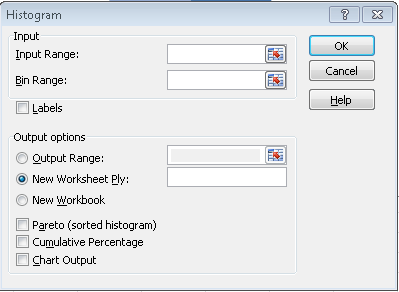 Histogram
Input
Input Range:
Bin Range:
Labels
OK
Cancel
Help
Output options
Output Range:
New Worksheet Ply:
New Workbook
Pareto (sorted histogram)
Cumulative Percentage
Chart Output